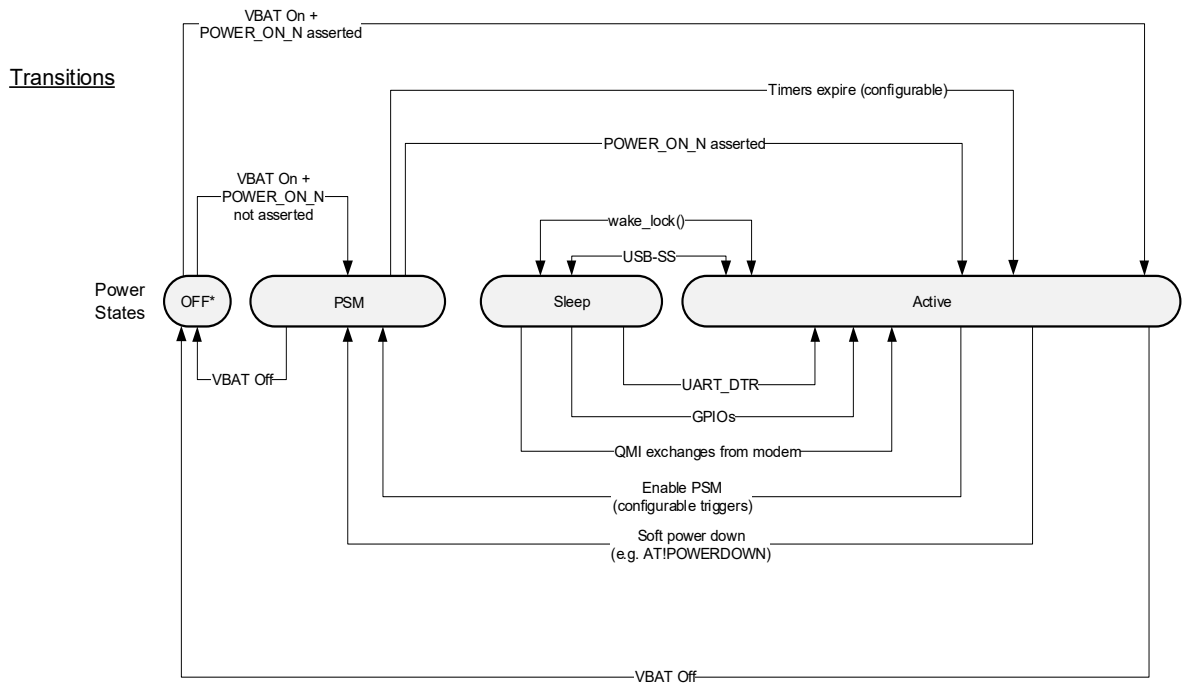 VBAT On +
POWER_ON_N asserted
Transitions
Timers expire (configurable)
POWER_ON_N asserted
VBAT On +
POWER_ON_N
not asserted
wake_lock()
USB-SS
Power
States
OFF*
PSM
Sleep
Active
VBAT Off
UART_DTR
GPIOs
QMI exchanges from modem
Enable PSM
(configurable triggers)
Soft power down
(e.g. AT!POWERDOWN)
VBAT Off